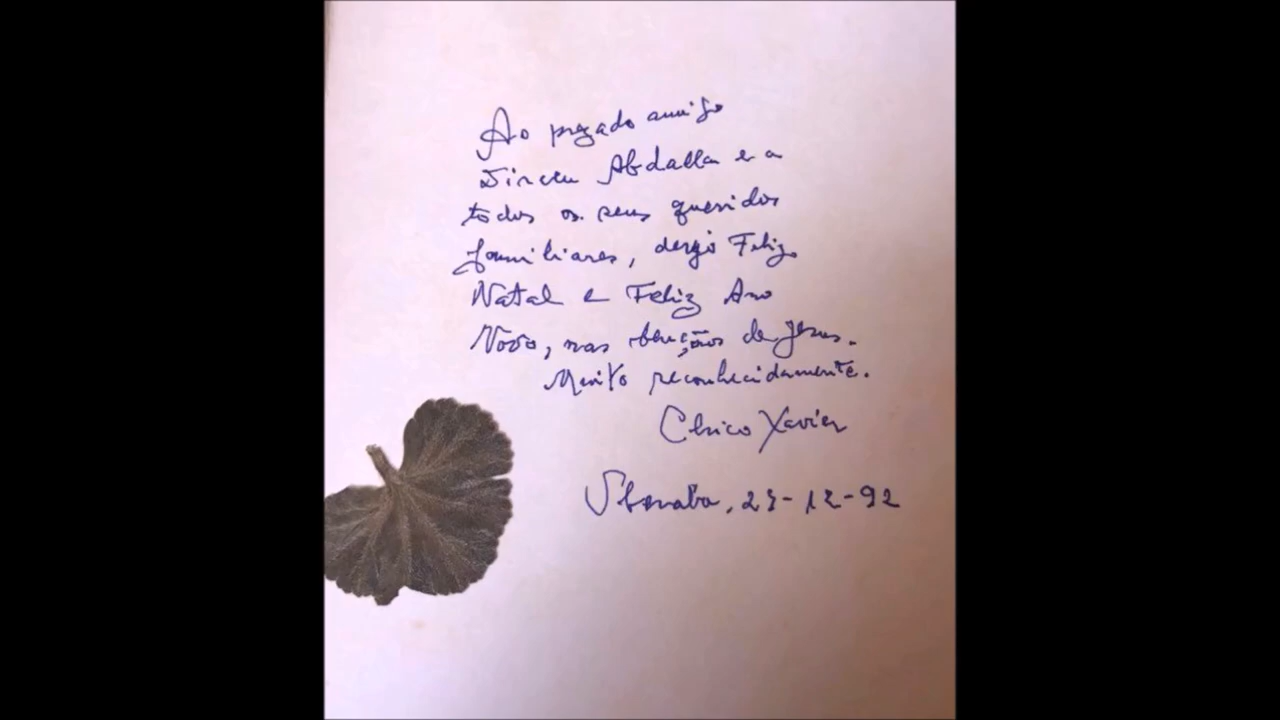 Ao prezado amigo
Dirceu Abdalla e a
todos os seus queridos
familiares, desejo Feliz
Natal e Feliz Ano
Novo, nas bençãos de Jesus.
Muito reconhecidamente.
Chico Xavier
Uberaba, 23-12-92